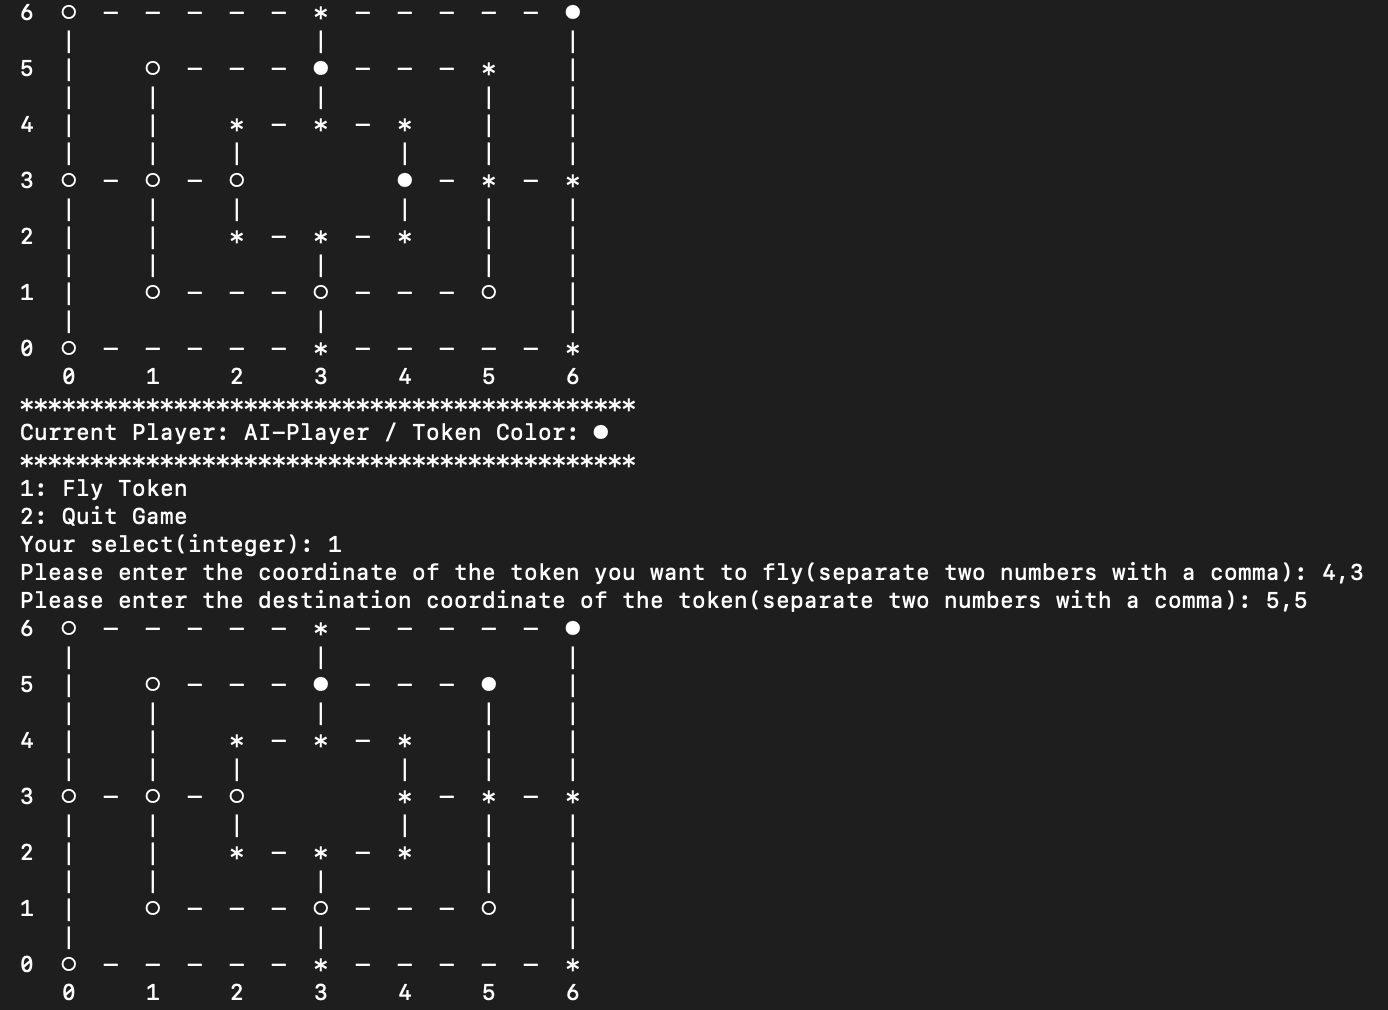 6  ○ — — — — — * — — — — — ●
   |                 |                 |
5  |     ○ — — — ● — — — *     |
   |     |           |           |     |
4  |     |     * — * — *     |     |
   |     |     |           |     |     |
3  ○ — ○ — ○           ● — * — *
   |     |     |           |     |     |
2  |     |     * — * — *     |     |
   |     |           |           |     |
1  |     ○ — — — ○ — — — ○     |
   |                 |                 |
0  ○ — — — — — * — — — — — *
   0     1     2     3     4     5     6
********************************************
Current Player: AI-Player / Token Color: ●
********************************************
1: Fly Token
2: Quit Game
Your select(integer): 1
Please enter the coordinate of the token you want to fly(separate two numbers with a comma): 4,3
Please enter the destination coordinate of the token(separate two numbers with a comma): 5,5
6  ○ — — — — — * — — — — — ●
   |                 |                 |
5  |     ○ — — — ● — — — ●     |
   |     |           |           |     |
4  |     |     * — * — *     |     |
   |     |     |           |     |     |
3  ○ — ○ — ○           * — * — *
   |     |     |           |     |     |
2  |     |     * — * — *     |     |
   |     |           |           |     |
1  |     ○ — — — ○ — — — ○     |
   |                 |                 |
0  ○ — — — — — * — — — — — *
   0     1     2     3     4     5     6